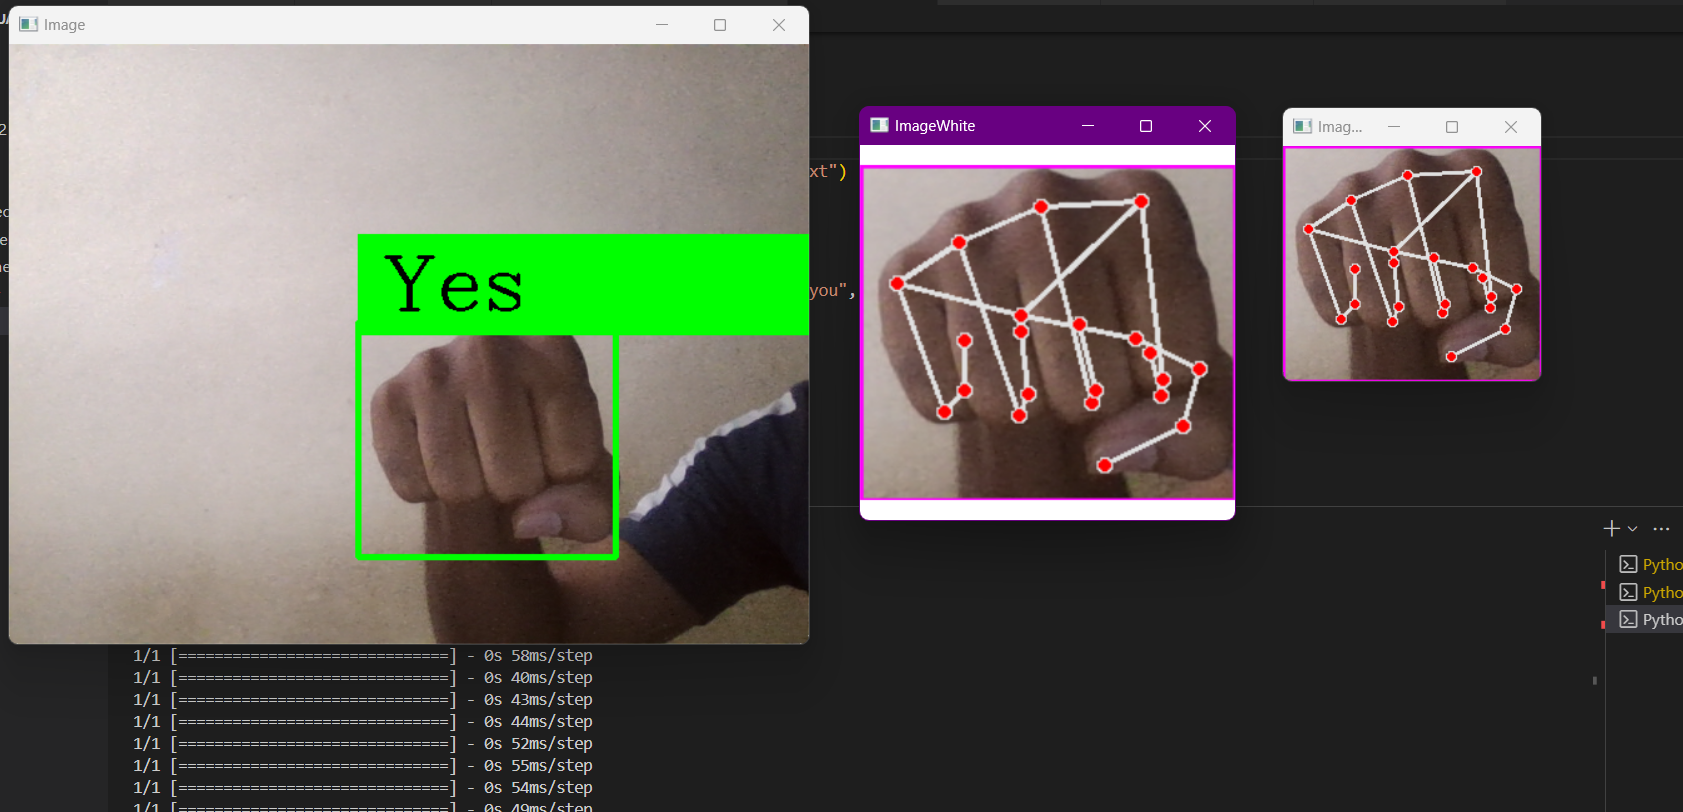 Image
Yes
ImageWhite
Imag...
xt")
you",
1/1 [==============================] - 0s 58ms/step
1/1 [==============================] - 0s 40ms/step
1/1 [==============================] - 0s 43ms/step
1/1 [==============================] - 0s 44ms/step
1/1 [==============================] - 0s 52ms/step
1/1 [==============================] - 0s 55ms/step
1/1 [==============================] - 0s 54ms/step
1/1 [==============================] - 0s 49ms/step
Pytho
Pytho
Pytho